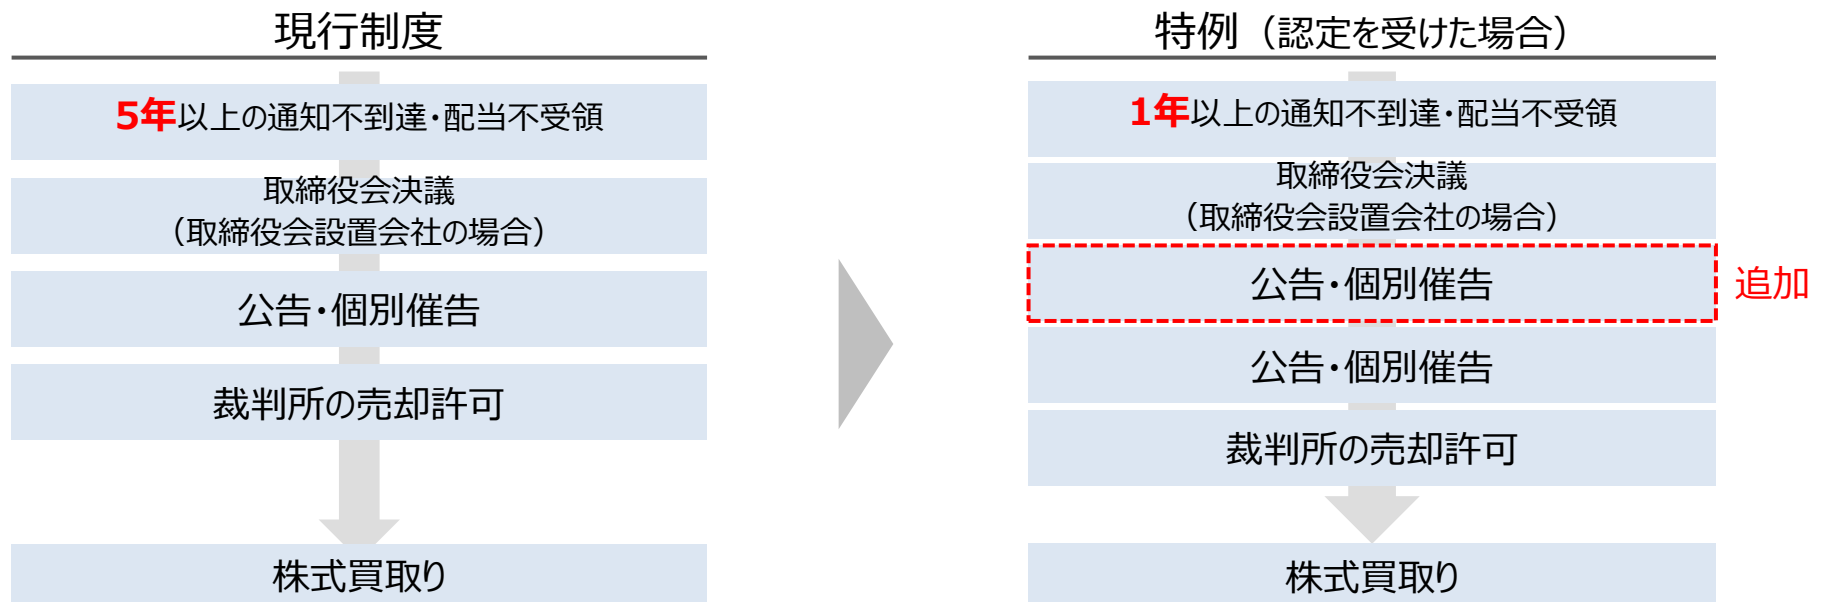 現行制度
5年以上の通知不到達・配当不受領
取締役会決議
（取締役会設置会社の場合）
公告・個別催告
裁判所の売却許可
株式買取り
特例（認定を受けた場合）
1年以上の通知不到達・配当不受領
取締役会決議
（取締役会設置会社の場合）
公告・個別催告
追加
公告・個別催告
裁判所の売却許可
株式買取り